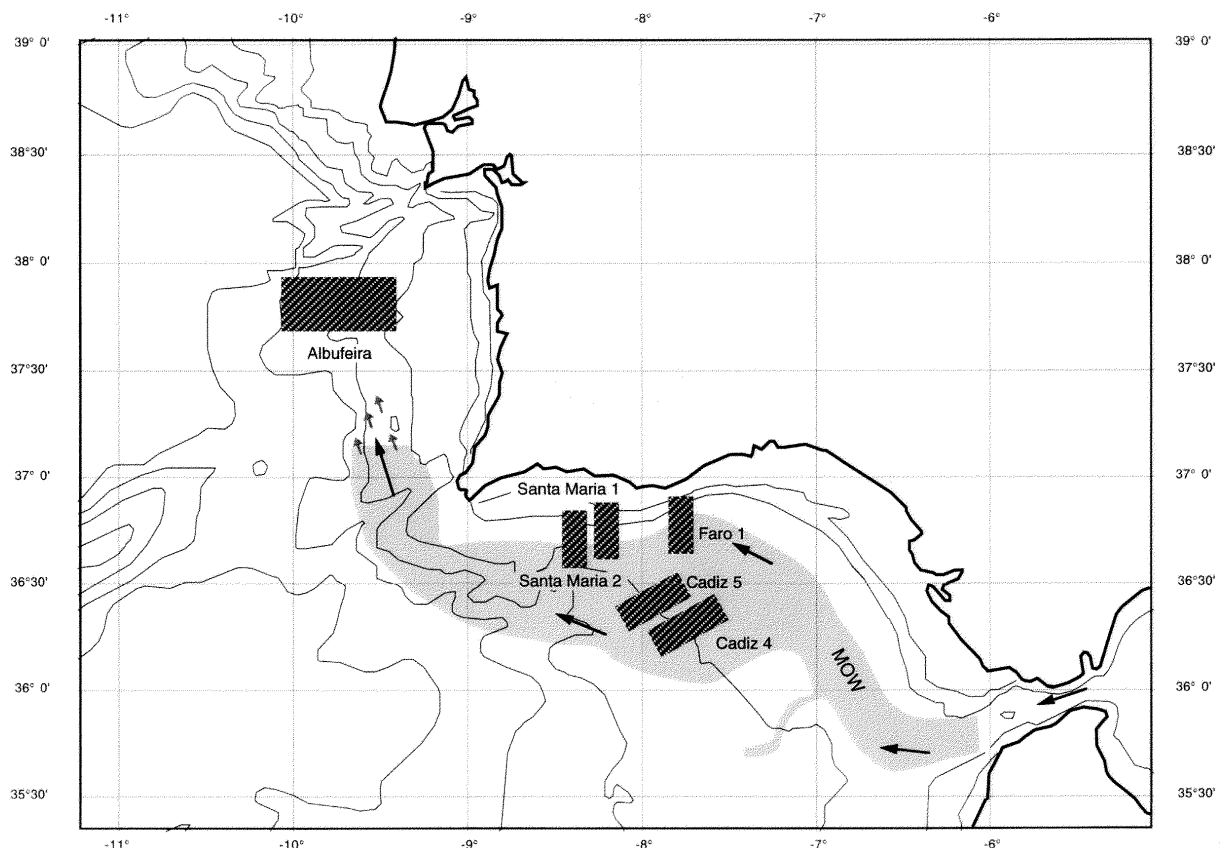 -11° -10° -9° -8° -7° -6°
39° 0' 39° 0'
38°30' 38°30'
38° 0' 38° 0'
Albufeira
37°30' 37°30'
37° 0' 37° 0'
Santa Maria 1
Faro 1
36°30' 36°30'
Santa Maria 2 Cadiz 5
Cadiz 4
MOW
36° 0' 36° 0'
35°30' 35°30'
-11° -10° -9° -8° -7° -6°